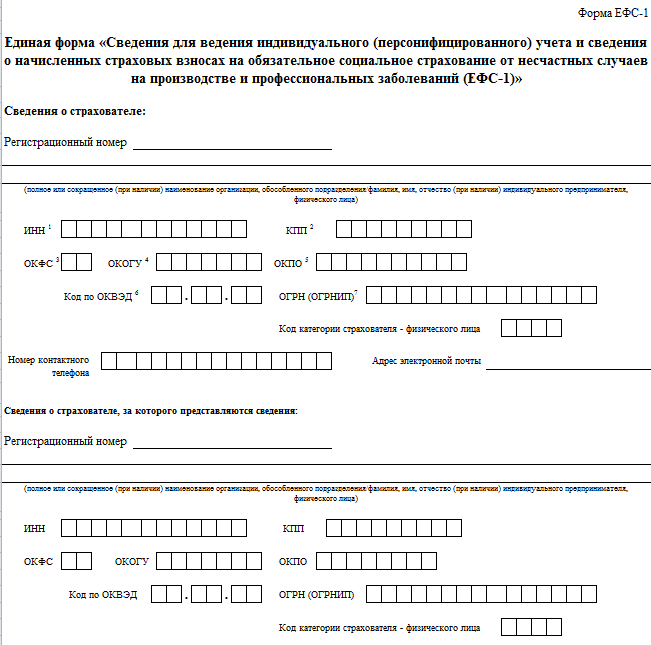 Форма ЕФС-1
Единая форма «Сведения для ведения индивидуального (персонифицированного) учета и сведения
о начисленных страховых взносах на обязательное социальное страхование от несчастных случаев
на производстве и профессиональных заболеваний (ЕФС-1)»
Сведения о страхователе:
Регистрационный номер
(полное или сокращенное (при наличии) наименование организации, обособленного подразделения/фамилия, имя, отчество (при наличии) индивидуального предпринимателя,
физического лица)
ИНН 1 КПП 2
ОКФС 3 ОКОГУ 4 ОКПО 5
Код по ОКВЭД 6 . . ОГРН (ОГРНИП) 7
Код категории страхователя - физического лица
Номер контактного Адрес электронной почты
телефона
Сведения о страхователе, за которого представляются сведения:
Регистрационный номер
(полное или сокращенное (при наличии) наименование организации, обособленного подразделения/фамилия, имя, отчество (при наличии) индивидуального предпринимателя,
физического лица)
ИНН КПП
ОКФС ОКОГУ ОКПО
Код по ОКВЭД . . ОГРН (ОГРНИП)
Код категории страхователя - физического лица